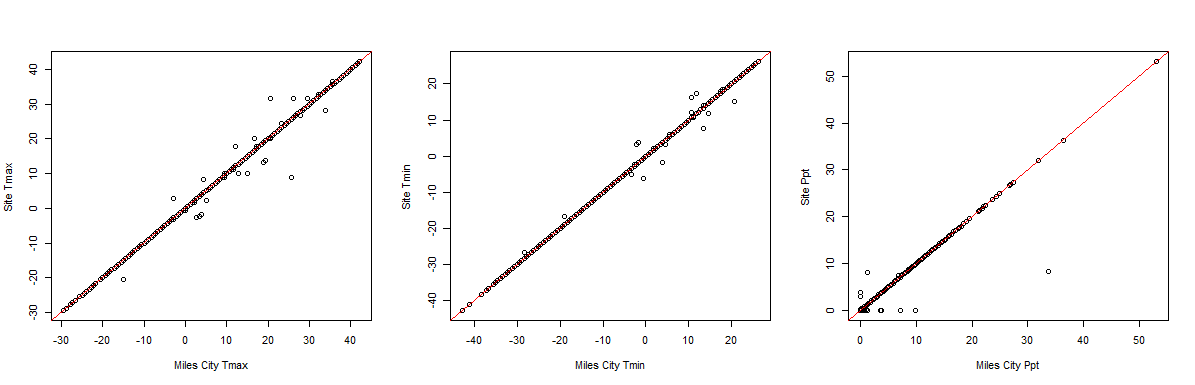 Site Tmax
40
30
20
10
0
-10
-20
-30
-30 -20 -10 0 10 20 30 40
Miles City Tmax
Site Tmin
20
10
0
-10
-20
-30
-40
-40 -30 -20 -10 0 10 20
Miles City Tmin
Site Ppt
50
40
30
20
10
0
0 10 20 30 40 50
Miles City Ppt